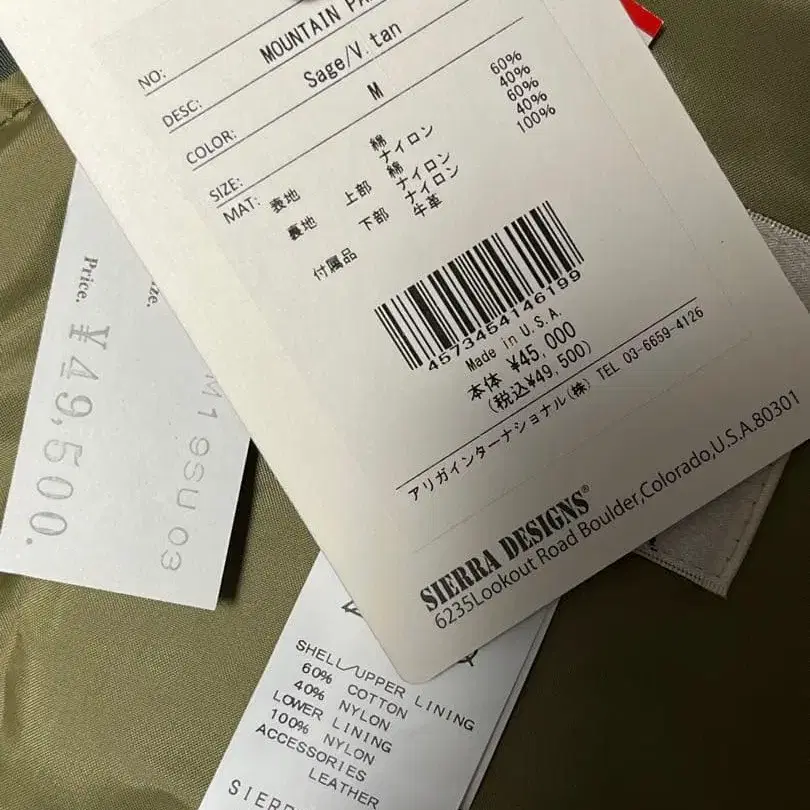 NO:
MOUNTAIN PA
DESC:
Sage/V.tan
COLOR:
M
SIZE:
MAT: 表地 綿 60%
ナイロン 40%
裏地 上部 綿 60%
ナイロン 40%
下部 ナイロン 100%
付属品 牛革
4573454146199
Made in U.S.A.
本体 ¥45,000
(税込¥49,500)
アリガインターナショナル(株) TEL 03-6659-4126
SIERRA DESIGNS®
6235Lookout Road Boulder,Colorado,U.S.A.80301
Price.
¥49,500.
M19SU03
SHELL/UPPER LINING
60% COTTON
40% NYLON
LOWER LINING
100% NYLON
ACCESSORIES
LEATHER
SIERR